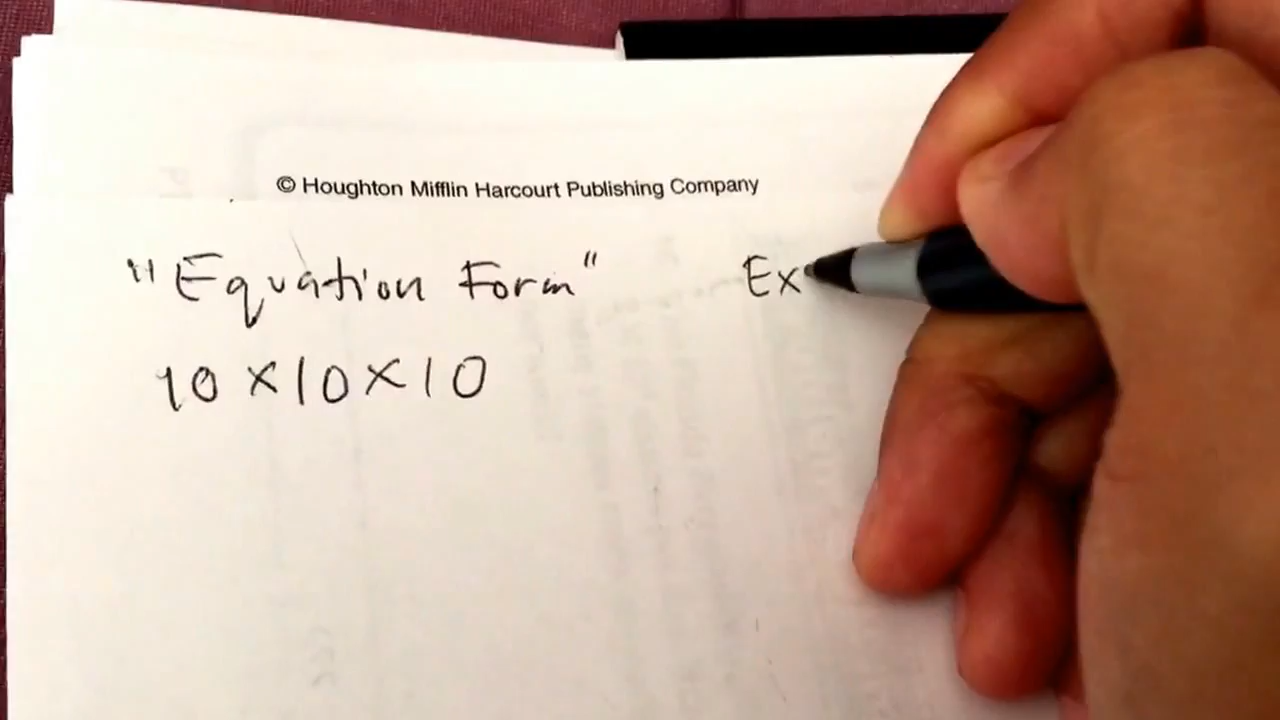 © Houghton Mifflin Harcourt Publishing Company
"Equation Form" Ex
10 × 10 × 10